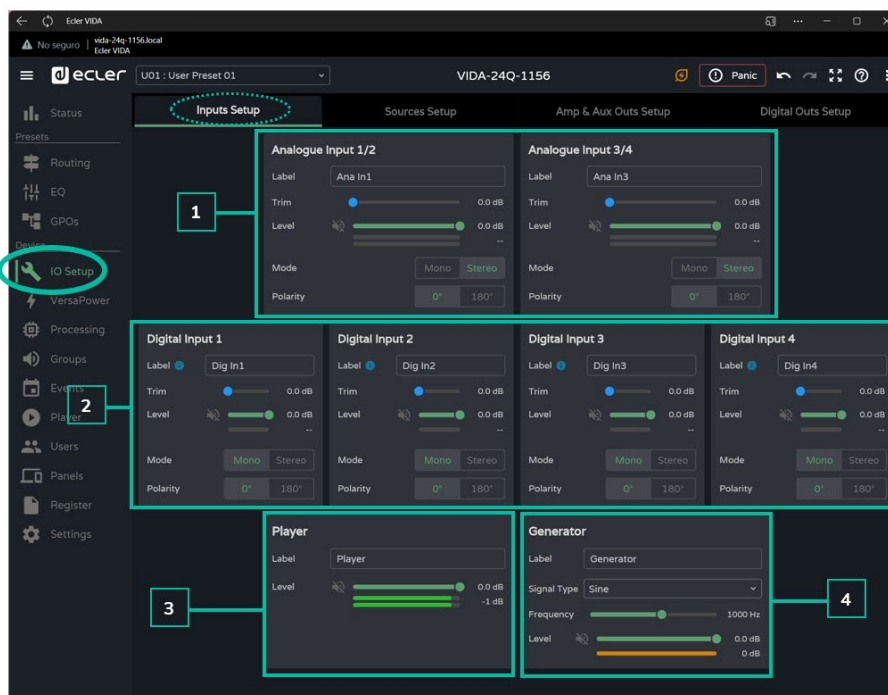 Ecler VIDA
No seguro vida-24q-1156.local
Ecler VIDA
ecler U01 : User Preset 01 VIDA-24Q-1156 Panic
Status
Presets
Routing
EQ
GPOs
Device
IO Setup
VersaPower
Processing
Groups
Events
Player
Users
Panels
Register
Settings
Inputs Setup Sources Setup Amp & Aux Outs Setup Digital Outs Setup
1
Analogue Input 1/2
Label Ana In1
Trim 0.0 dB
Level 0.0 dB
--
Mode Mono Stereo
Polarity 0° 180°
Analogue Input 3/4
Label Ana In3
Trim 0.0 dB
Level 0.0 dB
--
Mode Mono Stereo
Polarity 0° 180°
2
Digital Input 1
Label Dig In1
Trim 0.0 dB
Level 0.0 dB
--
Mode Mono Stereo
Polarity 0° 180°
Digital Input 2
Label Dig In2
Trim 0.0 dB
Level 0.0 dB
--
Mode Mono Stereo
Polarity 0° 180°
Digital Input 3
Label Dig In3
Trim 0.0 dB
Level 0.0 dB
--
Mode Mono Stereo
Polarity 0° 180°
Digital Input 4
Label Dig In4
Trim 0.0 dB
Level 0.0 dB
--
Mode Mono Stereo
Polarity 0° 180°
3
Player
Label Player
Level 0.0 dB
-1 dB
Generator
Label Generator
Signal Type Sine
Frequency 1000 Hz
Level 0.0 dB
0 dB
4